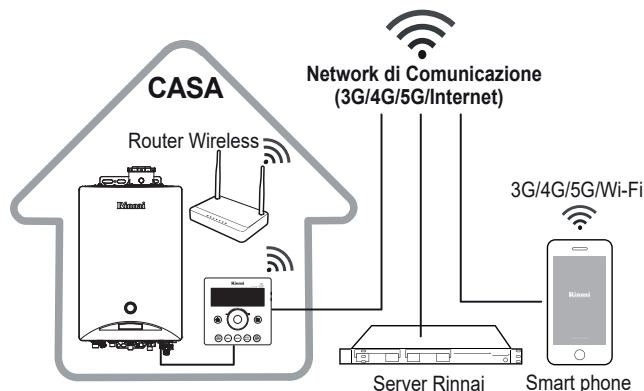 Network di Comunicazione
(3G/4G/5G/Internet)
CASA
Router Wireless
3G/4G/5G/Wi-Fi
Rinnai
Rinnai
Rinnai
Server Rinnai
Smart phone